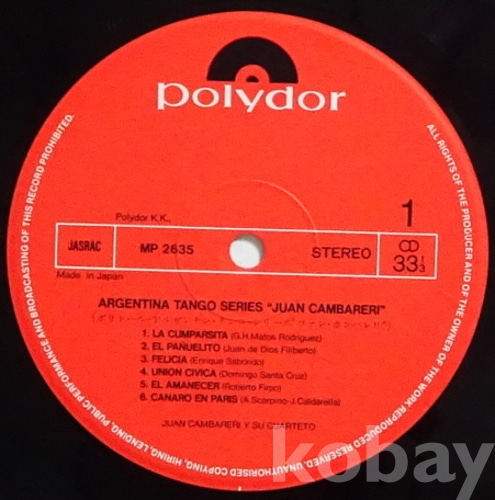 polydor
Polydor K.K.,
1
JASRAC
MP 2635
STEREO
33⅓
Made in Japan
ARGENTINA TANGO SERIES "JUAN CAMBARERI"
1. LA CUMPARSITA (G.H.Matos Rodriguez)
2. EL PAÑUELITO (Juan de Dios Filiberto)
3. FELICIA (Enrique Saborido)
4. UNION CIVICA (Domingo Santa Cruz)
5. EL AMANECER (Roberto Firpo)
6. CANARO EN PARIS (A.Scarpino-J.Caldarella)
JUAN CAMBARERI Y SU CUARTETO
ALL RIGHTS OF THE PRODUCER AND OF THE OWNER OF THE WORK REPRODUCED RESERVED. UNAUTHORISED COPYING, HIRING, LENDING, PUBLIC PERFORMANCE AND BROADCASTING OF THIS RECORD PROHIBITED.
kobay